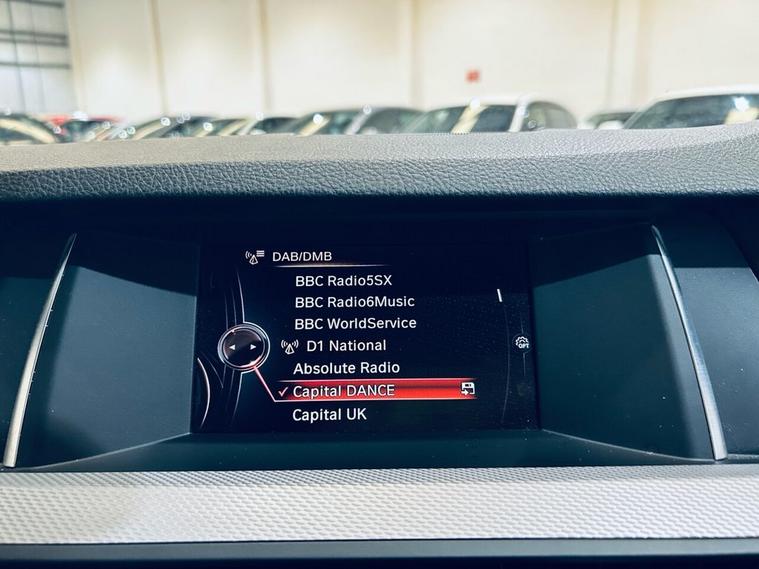 DAB/DMB
BBC Radio5SX
BBC Radio6Music
BBC WorldService
D1 National
OPT
Absolute Radio
Capital DANCE
Capital UK